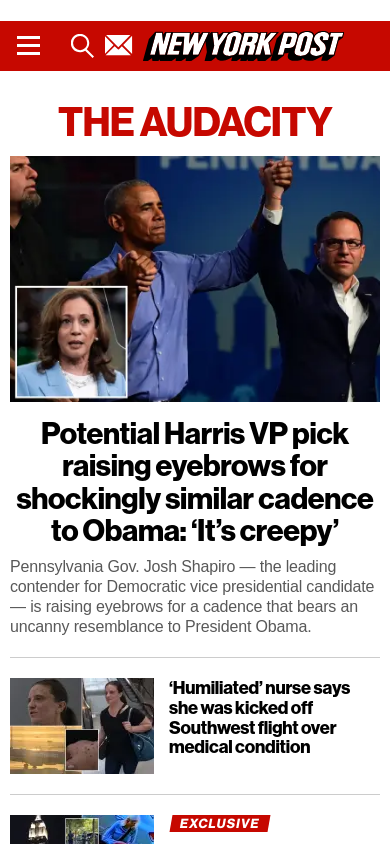 NEW YORK POST
THE AUDACITY
PENNSYLVA
Potential Harris VP pick
raising eyebrows for
shockingly similar cadence
to Obama: ‘It’s creepy’
Pennsylvania Gov. Josh Shapiro — the leading
contender for Democratic vice presidential candidate
— is raising eyebrows for a cadence that bears an
uncanny resemblance to President Obama.
‘Humiliated’ nurse says
she was kicked off
Southwest flight over
medical condition
EXCLUSIVE